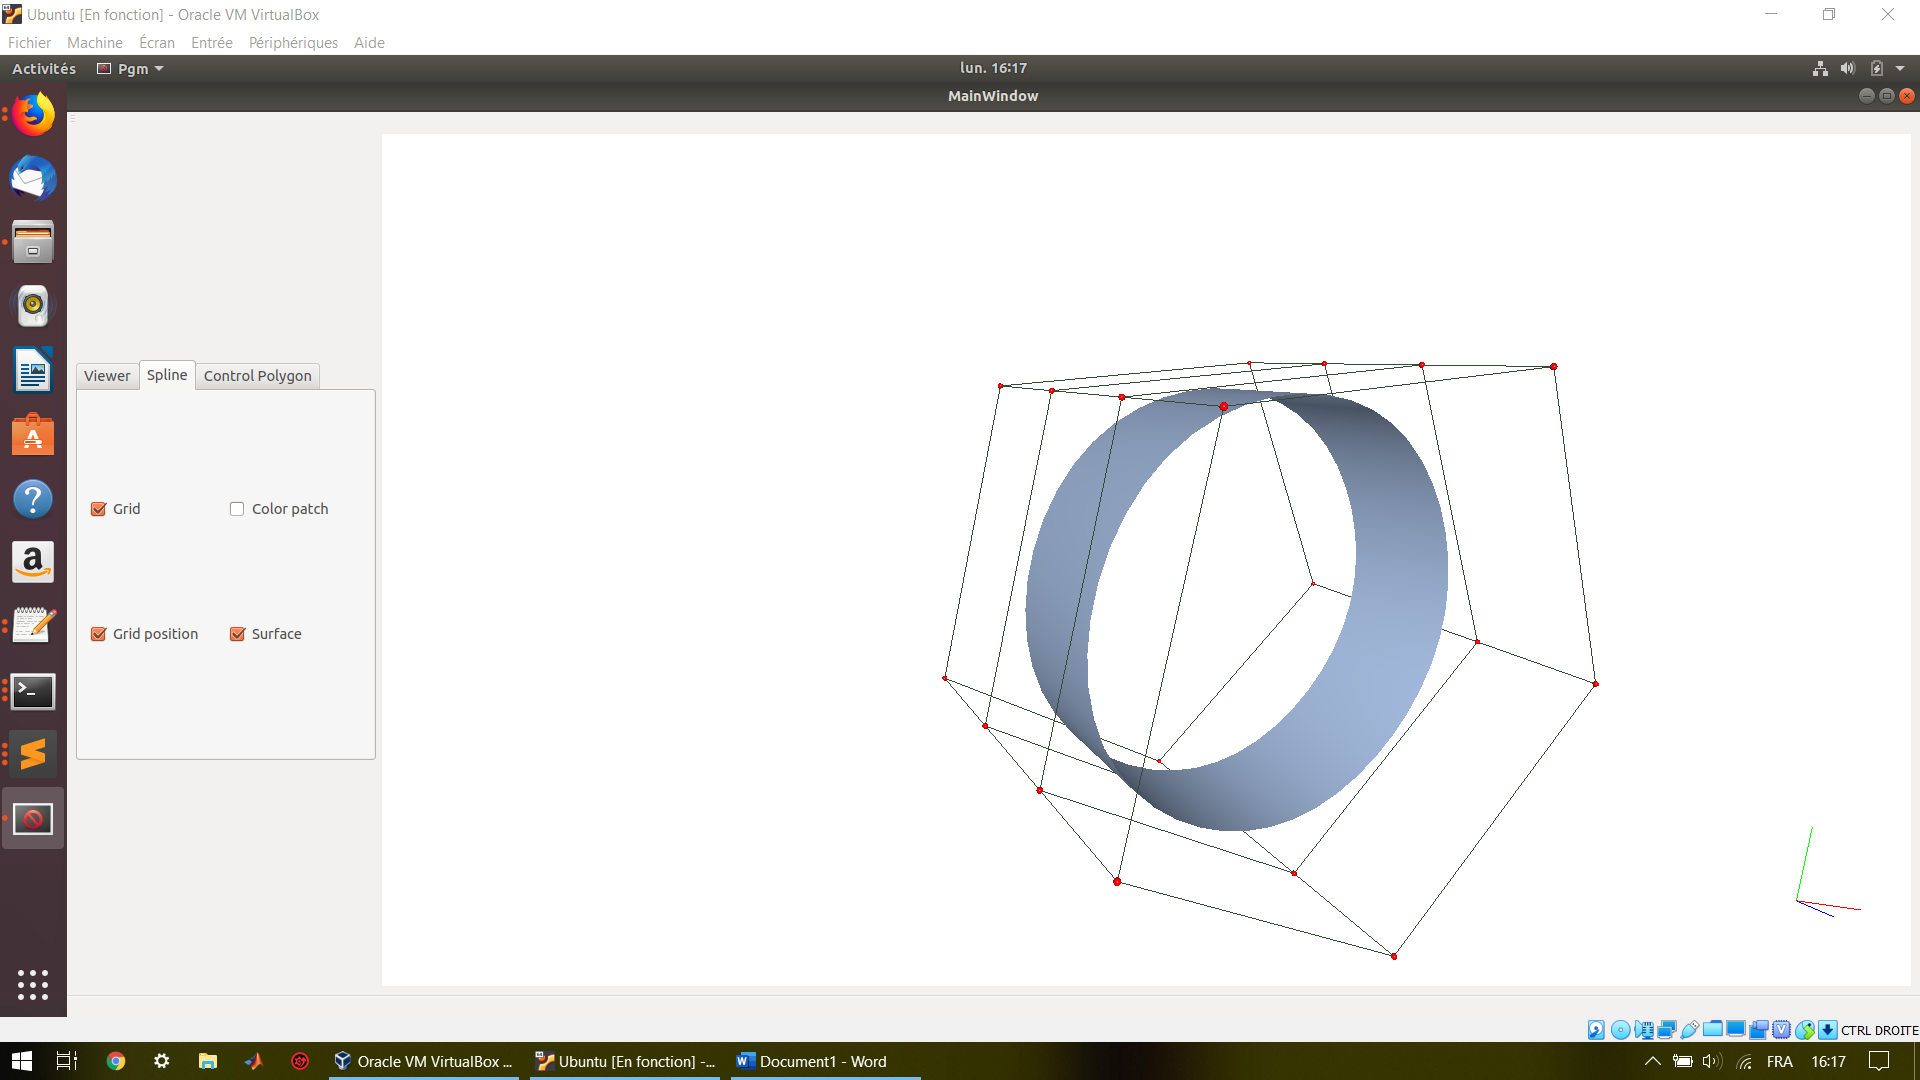 Ubuntu [En fonction] - Oracle VM VirtualBox
Fichier Machine Écran Entrée Périphériques Aide
Activités Pgm lun. 16:17
MainWindow
Viewer Spline Control Polygon
Grid Color patch
Grid position Surface
CTRL DROITE
Oracle VM VirtualBox ... Ubuntu [En fonction] -... Document1 - Word FRA 16:17